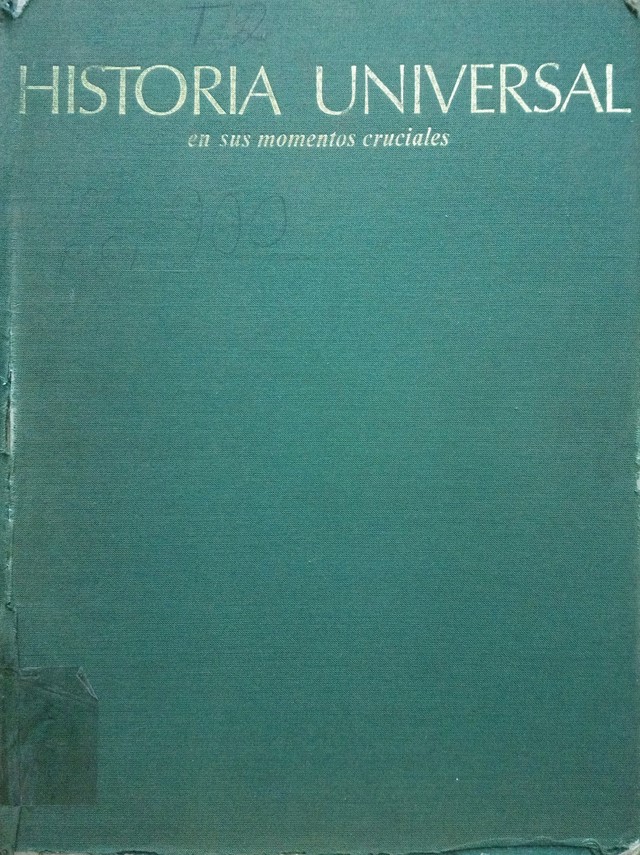 HISTORIA UNIVERSAL
en sus momentos cruciales